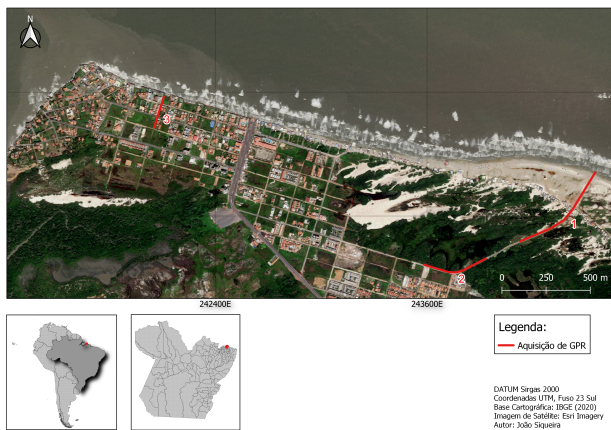 N
3
1
2
0 250 500 m
242400E 243600E
Legenda:
Aquisição de GPR
DATUM Sirgas 2000
Coordenadas UTM, Fuso 23 Sul
Base Cartográfica: IBGE (2020)
Imagem de Satélite: Esri Imagery
Autor: João Siqueira